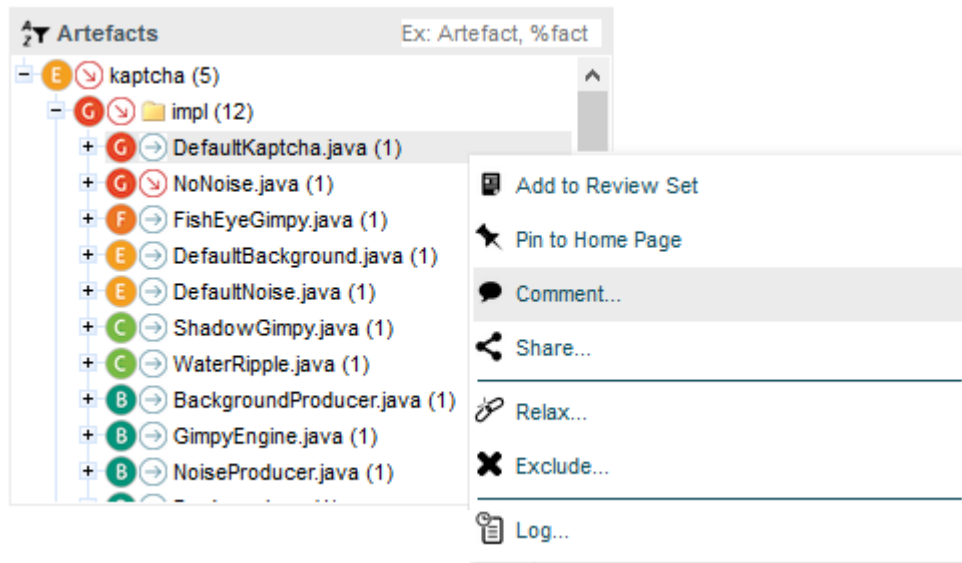 Artefacts
Ex: Artefact, %fact
E kaptcha (5)
G impl (12)
G DefaultKaptcha.java (1)
G NoNoise.java (1)
F FishEyeGimpy.java (1)
E DefaultBackground.java (1)
E DefaultNoise.java (1)
C ShadowGimpy.java (1)
C WaterRipple.java (1)
B BackgroundProducer.java (1)
B GimpyEngine.java (1)
B NoiseProducer.java (1)
Add to Review Set
Pin to Home Page
Comment...
Share...
Relax...
Exclude...
Log...